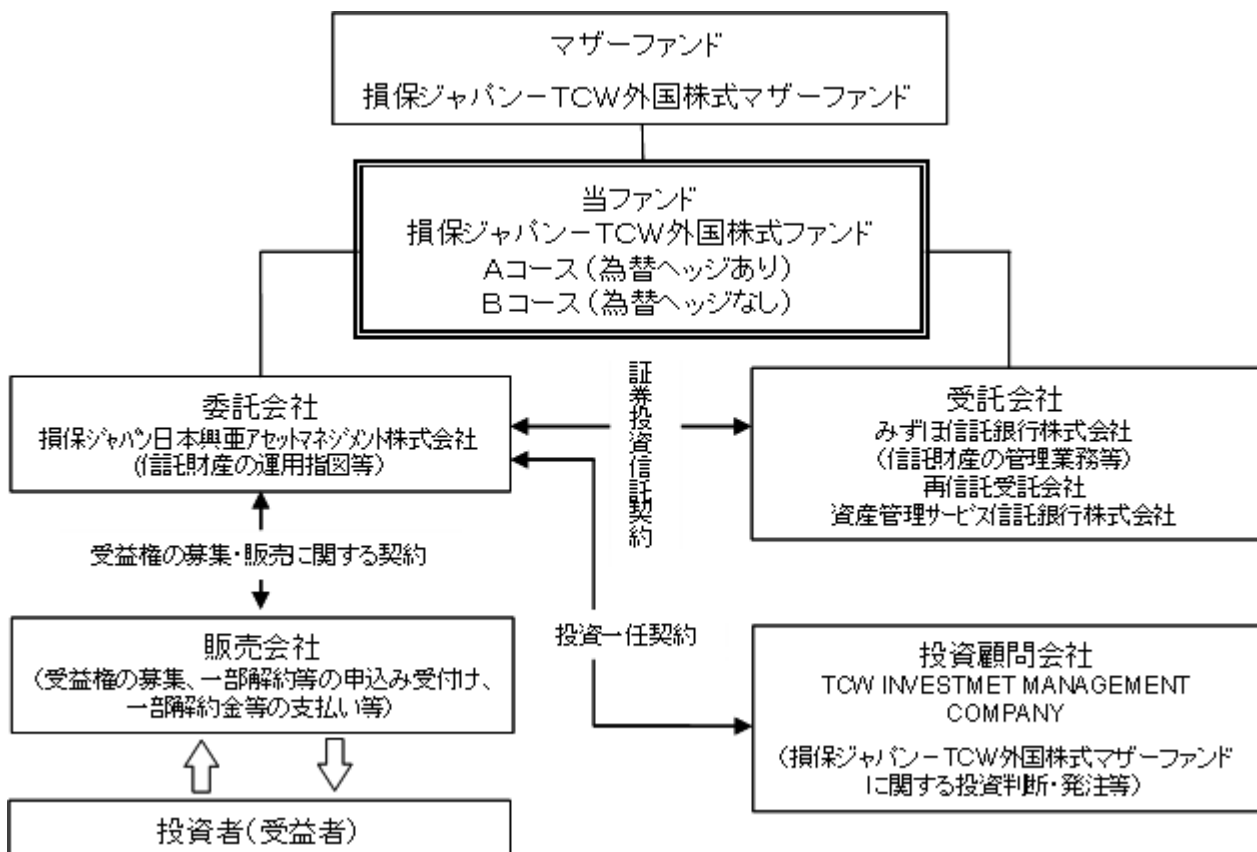 マザーファンド
損保ジャパン－TCW外国株式マザーファンド
当ファンド
損保ジャパン－TCW外国株式ファンド
Aコース（為替ヘッジあり）
Bコース（為替ヘッジなし）
証券投資信託契約
委託会社
損保ジャパン日本興亜アセットマネジメント株式会社
(信託財産の運用指図等)
受託会社
みずほ信託銀行株式会社
(信託財産の管理業務等)
再信託受託会社
資産管理サービス信託銀行株式会社
受益権の募集・販売に関する契約
投資一任契約
販売会社
（受益権の募集、一部解約等の申込み受付け、
一部解約金等の支払い等）
投資顧問会社
TCW INVESTMET MANAGEMENT
COMPANY
（損保ジャパン－TCW外国株式マザーファンド
に関する投資判断・発注等）
投資者（受益者）